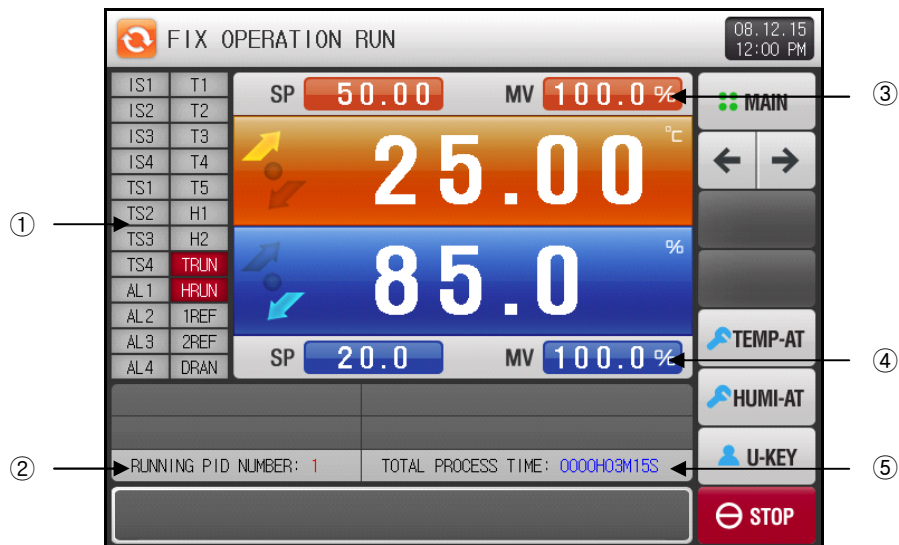 FIX OPERATION RUN
08.12.15
12:00 PM
IS1 T1
IS2 T2
IS3 T3
IS4 T4
TS1 T5
TS2 H1
TS3 H2
TS4 TRUN
AL1 HRUN
AL2 1REF
AL3 2REF
AL4 DRAN
SP 50.00 MV 100.0 %
25.00 ℃
85.0 %
SP 20.0 MV 100.0 %
RUNNING PID NUMBER: 1
TOTAL PROCESS TIME: 0000H03M15S
MAIN
← →
TEMP-AT
HUMI-AT
U-KEY
STOP
①
②
③
④
⑤